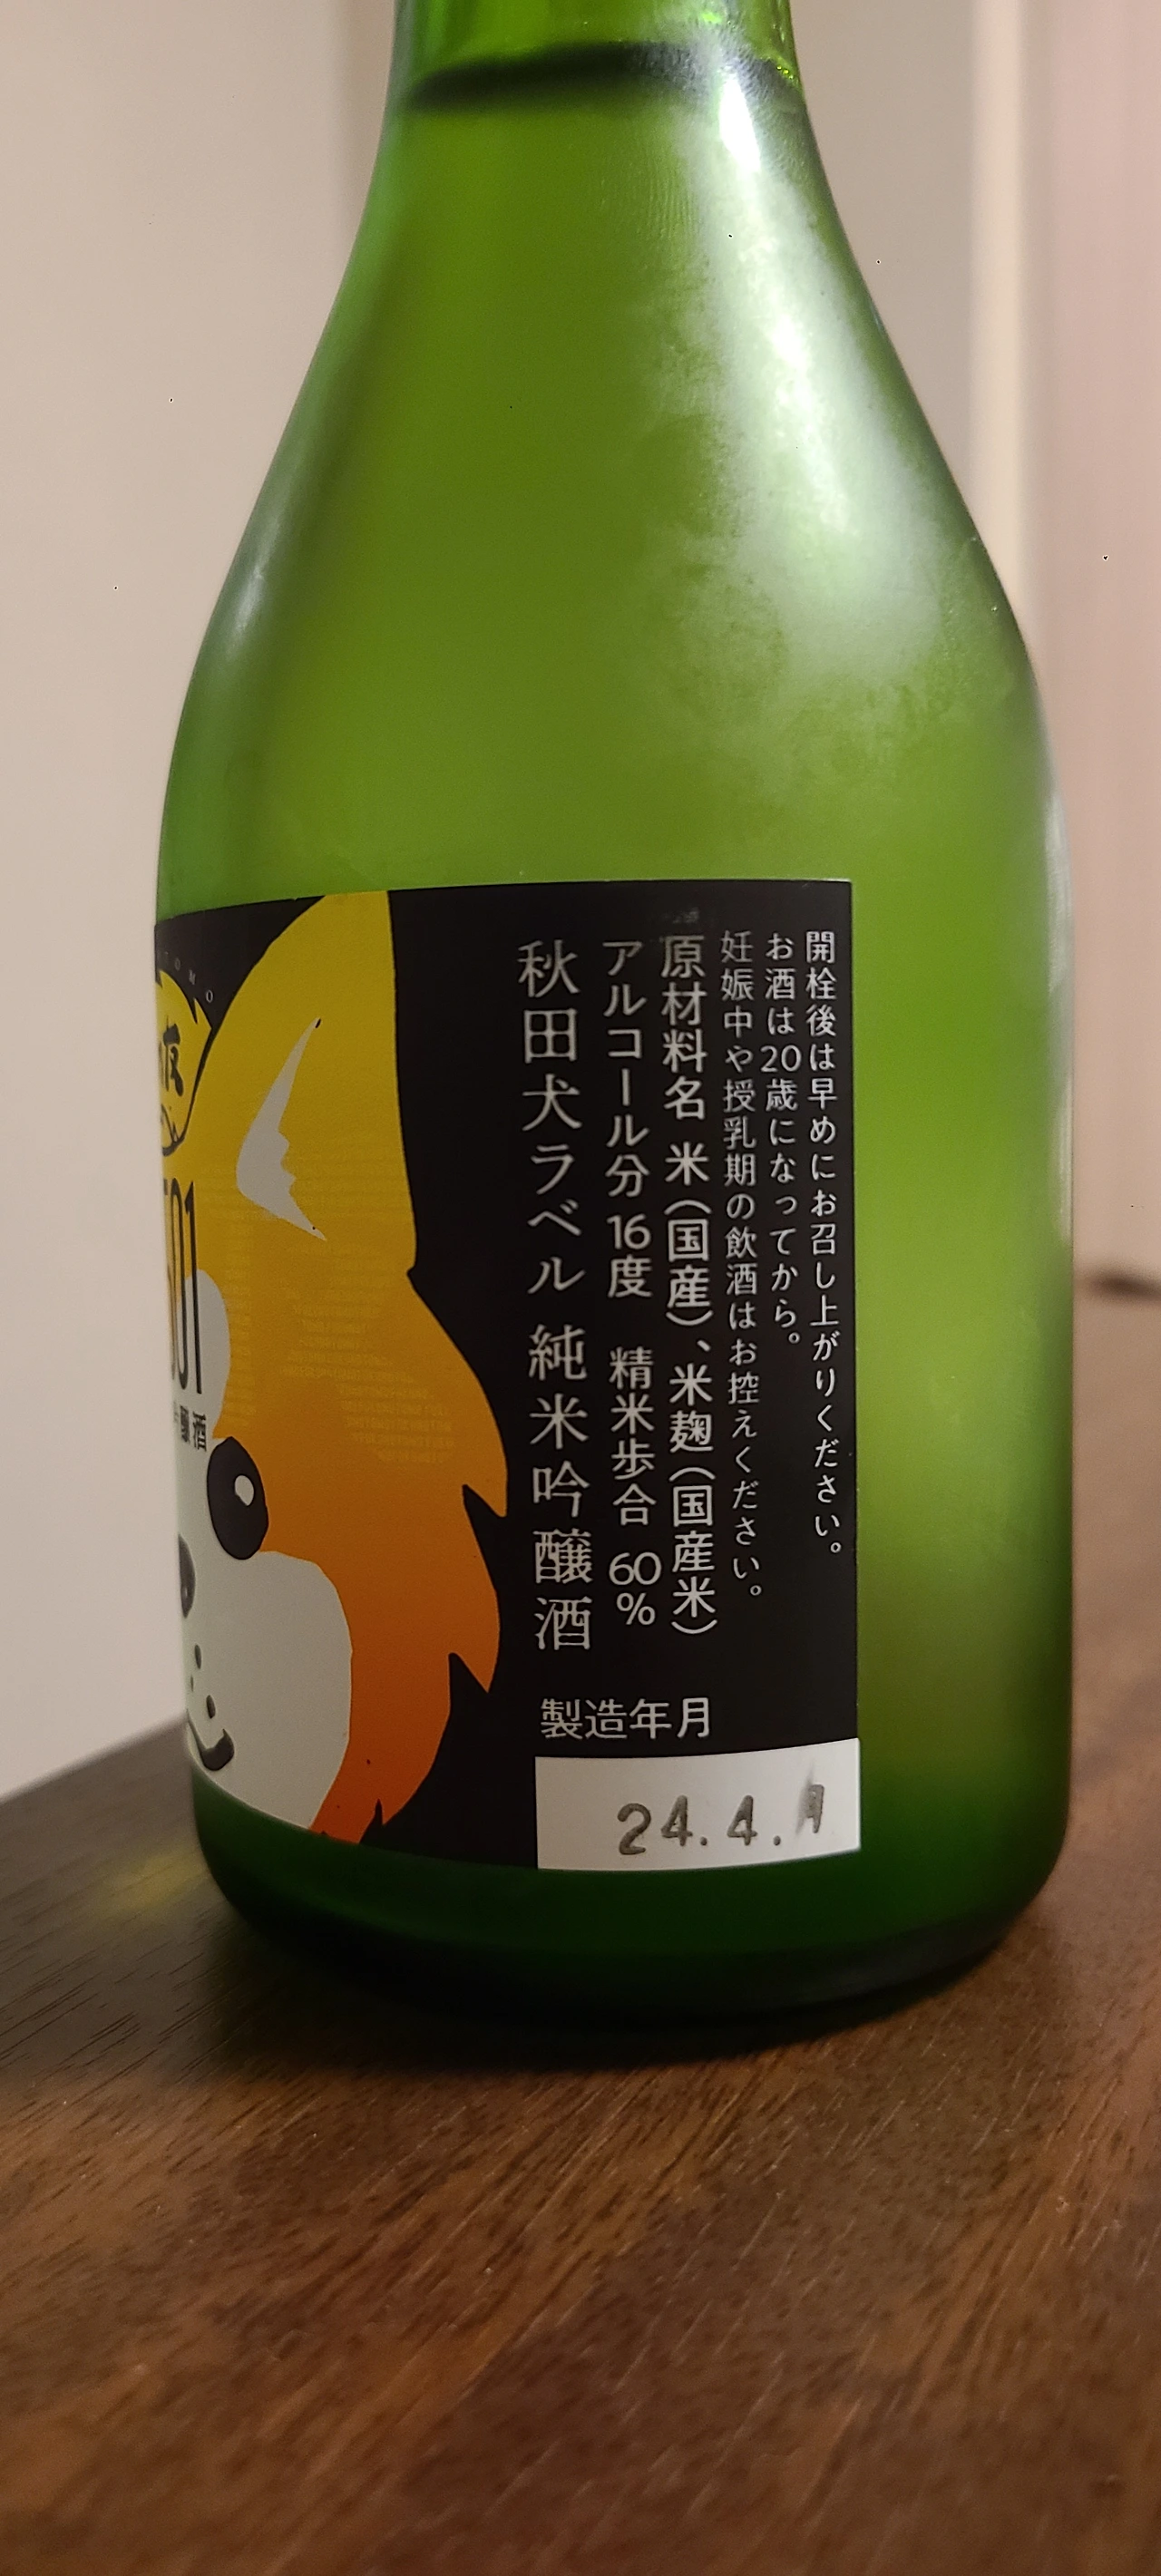 開栓後は早めにお召し上がりください。
お酒は20歳になってから。
妊娠中や授乳期の飲酒はお控えください。
原材料名 米(国産)、米麹(国産米)
アルコール分 16度 精米歩合 60%
秋田犬ラベル 純米吟醸酒
製造年月
24.4.
醸酒